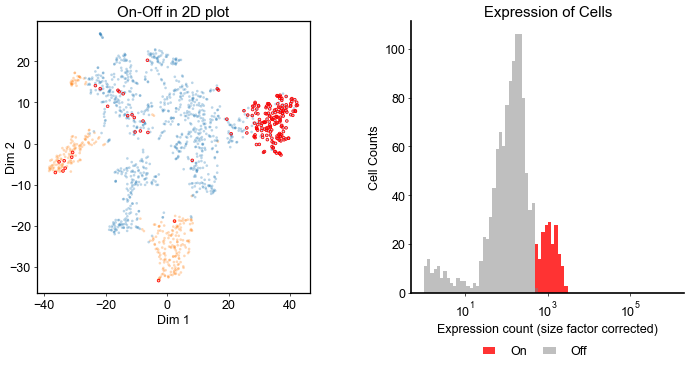 On-Off in 2D plot
Dim 2
20
10
0
−10
−20
−30
−40
−20
0
20
40
Dim 1
Expression of Cells
Cell Counts
100
80
60
40
20
0
10^1
10^3
10^5
Expression count (size factor corrected)
On
Off